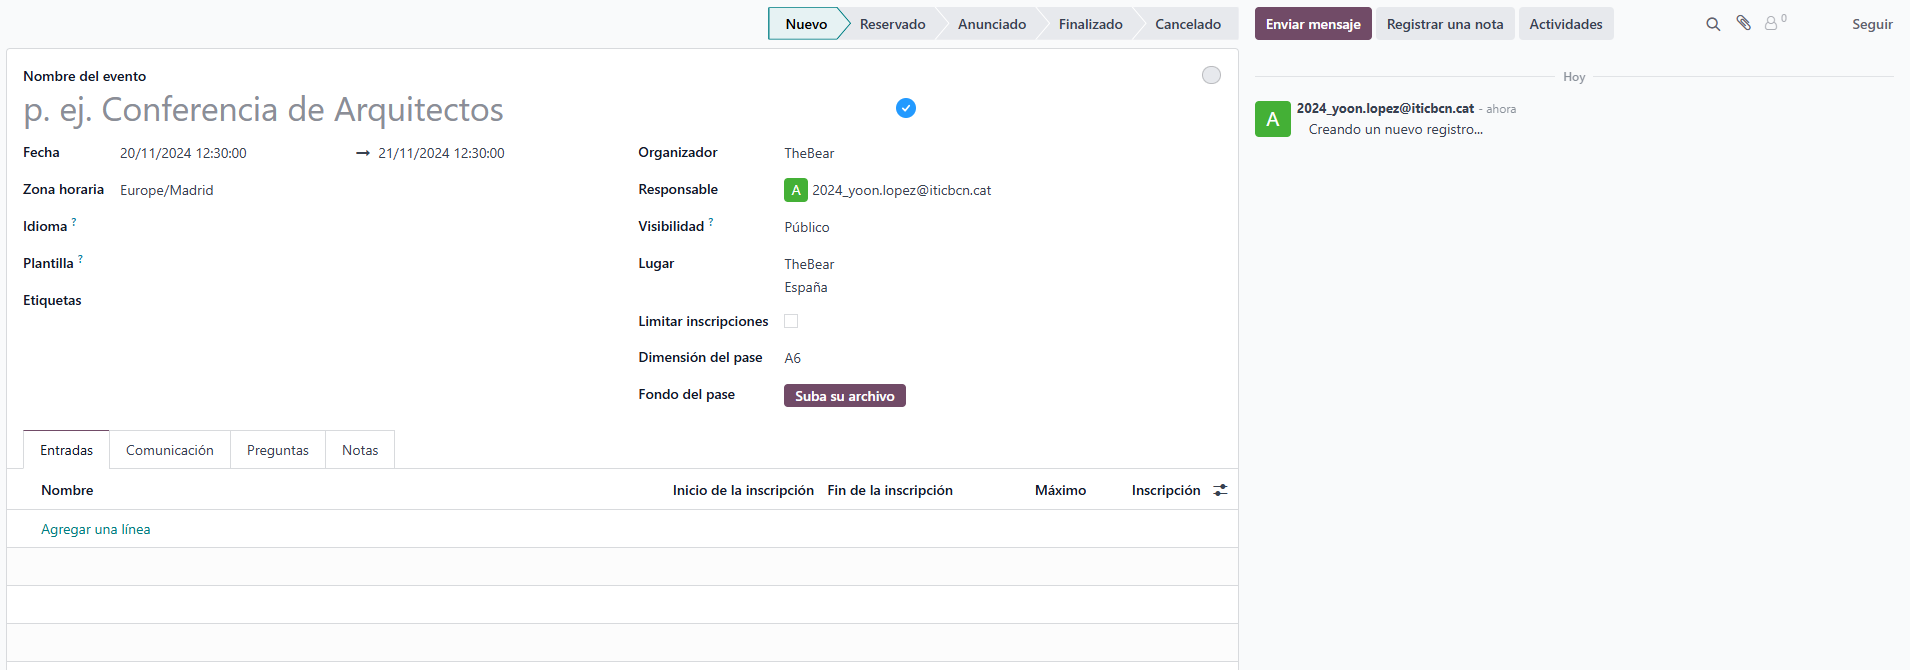 Nuevo Reservado Anunciado Finalizado Cancelado Enviar mensaje Registrar una nota Actividades 0 Seguir
Nombre del evento
p. ej. Conferencia de Arquitectos
Fecha 20/11/2024 12:30:00 → 21/11/2024 12:30:00
Zona horaria Europe/Madrid
Idioma ?
Plantilla ?
Etiquetas
Organizador TheBear
Responsable A 2024_yoon.lopez@iticbcn.cat
Visibilidad ? Público
Lugar TheBear
España
Limitar inscripciones
Dimensión del pase A6
Fondo del pase Suba su archivo
Entradas Comunicación Preguntas Notas
Nombre Inicio de la inscripción Fin de la inscripción Máximo Inscripción
Agregar una línea
Hoy
A 2024_yoon.lopez@iticbcn.cat - ahora
Creando un nuevo registro...